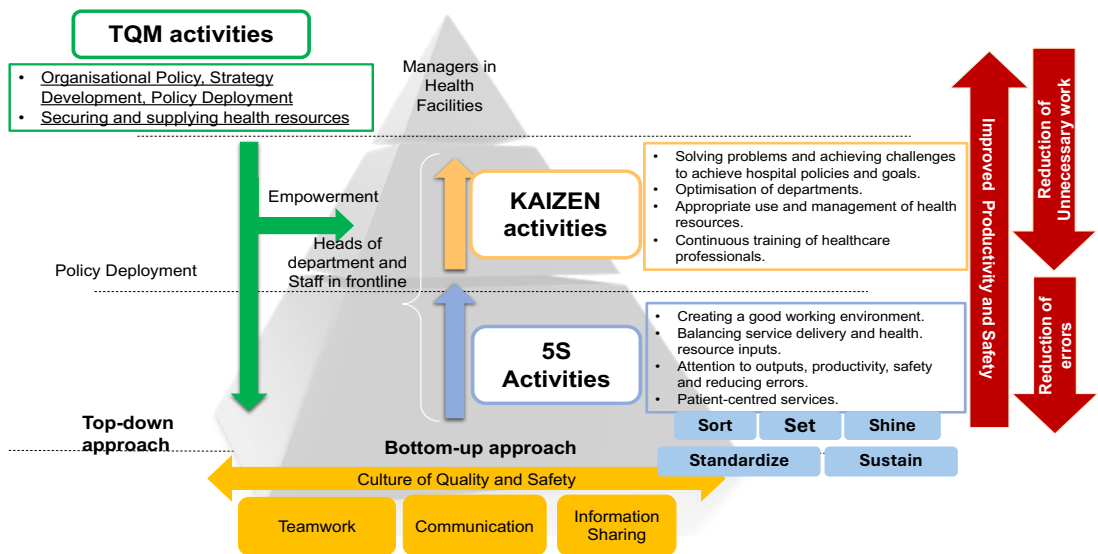 TQM activities
• Organisational Policy, Strategy
Development, Policy Deployment
• Securing and supplying health resources
Managers in
Health
Facilities
Empowerment
Heads of
department and
Staff in frontline
Policy Deployment
KAIZEN
activities
• Solving problems and achieving challenges
to achieve hospital policies and goals.
• Optimisation of departments.
• Appropriate use and management of health
resources.
• Continuous training of healthcare
professionals.
5S
Activities
• Creating a good working environment.
• Balancing service delivery and health.
resource inputs.
• Attention to outputs, productivity, safety
and reducing errors.
• Patient-centred services.
Sort
Set
Shine
Standardize
Sustain
Improved Productivity and Safety
Reduction of
Unnecessary work
Reduction of
errors
Top-down
approach
Bottom-up approach
Culture of Quality and Safety
Teamwork
Communication
Information
Sharing